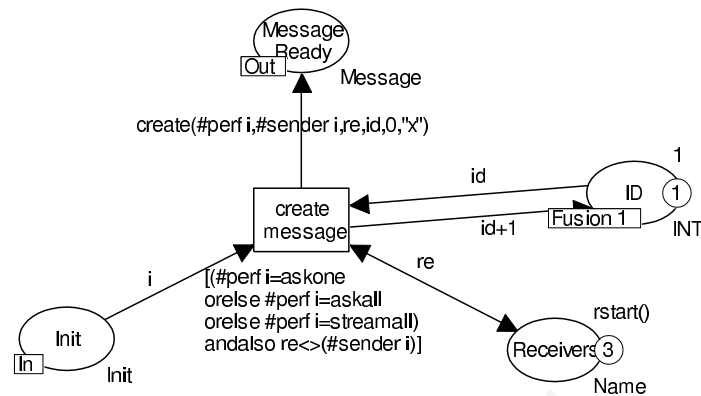 Message
Ready
Out
Message
create(#perf i,#sender i,re,id,0,"x")
1
id
ID
1
create
message
Fusion 1
id+1
INT
re
i
[(#perf i=askone
orelse #perf i=askall
orelse #perf i=streamall)
andalso re<>(#sender i)]
rstart()
Init
Receivers
3
In
Init
Name